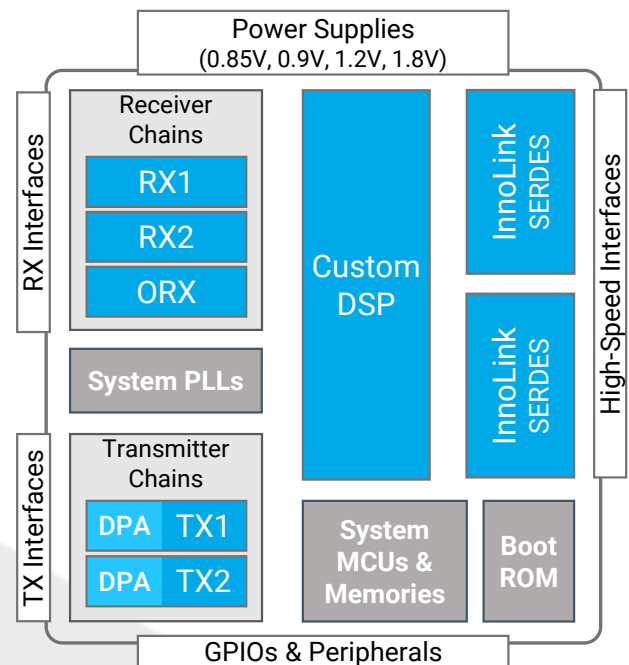 Power Supplies
(0.85V, 0.9V, 1.2V, 1.8V)
RX Interfaces
Receiver
Chains
RX1
RX2
ORX
System PLLs
TX Interfaces
Transmitter
Chains
DPA TX1
DPA TX2
Custom
DSP
InnoLink
SERDES
InnoLink
SERDES
High-Speed Interfaces
System
MCUs &
Memories
Boot
ROM
GPIOs & Peripherals